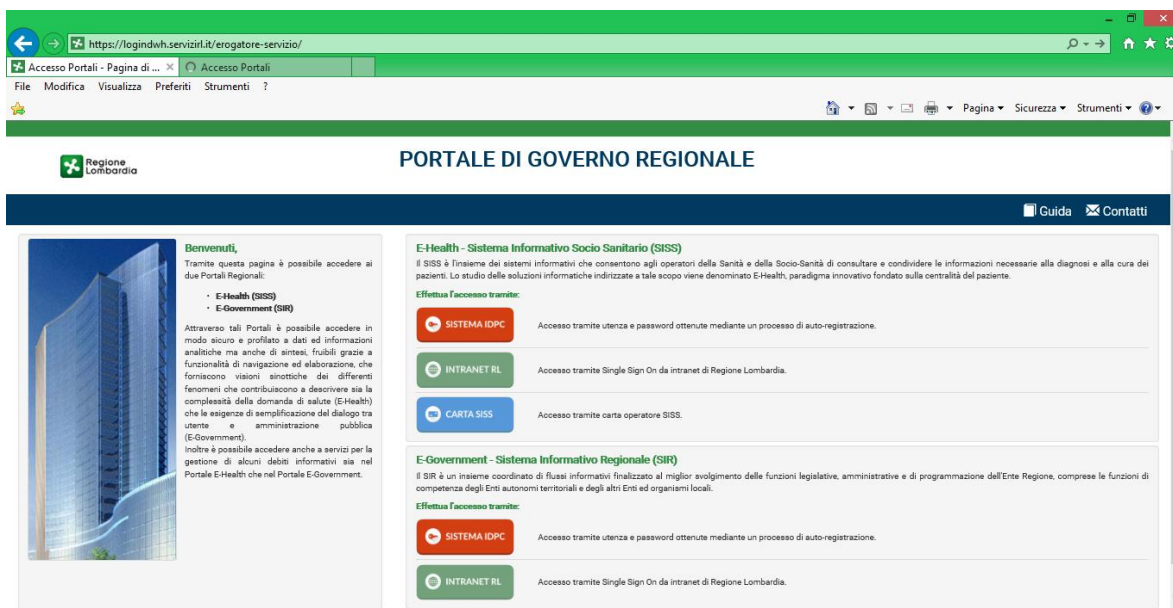 https://logindwh.servizirl.it/erogatore-servizio/
Accesso Portali - Pagina di ...
Accesso Portali
File Modifica Visualizza Preferiti Strumenti ?
Pagina Sicurezza Strumenti
Regione
Lombardia
PORTALE DI GOVERNO REGIONALE
Guida Contatti
Benvenuti,
Tramite questa pagina è possibile accedere ai
due Portali Regionali:
· E-Health (SISS)
· E-Government (SIR)
Attraverso tali Portali è possibile accedere in
modo sicuro e profilato a dati ed informazioni
analitiche ma anche di sintesi, fruibili grazie a
funzionalità di navigazione ed elaborazione, che
forniscono visioni sinottiche dei differenti
fenomeni che contribuiscono a descrivere sia la
complessità della domanda di salute (E-Health)
che le esigenze di semplificazione del dialogo tra
utente e amministrazione pubblica
(E-Government).
Inoltre è possibile accedere anche a servizi per la
gestione di alcuni debiti informativi sia nel
Portale E-Health che nel Portale E-Government.
E-Health - Sistema Informativo Socio Sanitario (SISS)
Il SISS è l'insieme dei sistemi informativi che consentono agli operatori della Sanità e della Socio-Sanità di consultare e condividere le informazioni necessarie alla diagnosi e alla cura dei
pazienti. Lo studio delle soluzioni informatiche indirizzate a tale scopo viene denominato E-Health, paradigma innovativo fondato sulla centralità del paziente.
Effettua l'accesso tramite:
SISTEMA IDPC Accesso tramite utenza e password ottenute mediante un processo di auto-registrazione.
INTRANET RL Accesso tramite Single Sign On da intranet di Regione Lombardia.
CARTA SISS Accesso tramite carta operatore SISS.
E-Government - Sistema Informativo Regionale (SIR)
Il SIR è un insieme coordinato di flussi informativi finalizzato al miglior svolgimento delle funzioni legislative, amministrative e di programmazione dell'Ente Regione, comprese le funzioni di
competenza degli Enti autonomi territoriali e degli altri Enti ed organismi locali.
Effettua l'accesso tramite:
SISTEMA IDPC Accesso tramite utenza e password ottenute mediante un processo di auto-registrazione.
INTRANET RL Accesso tramite Single Sign On da intranet di Regione Lombardia.